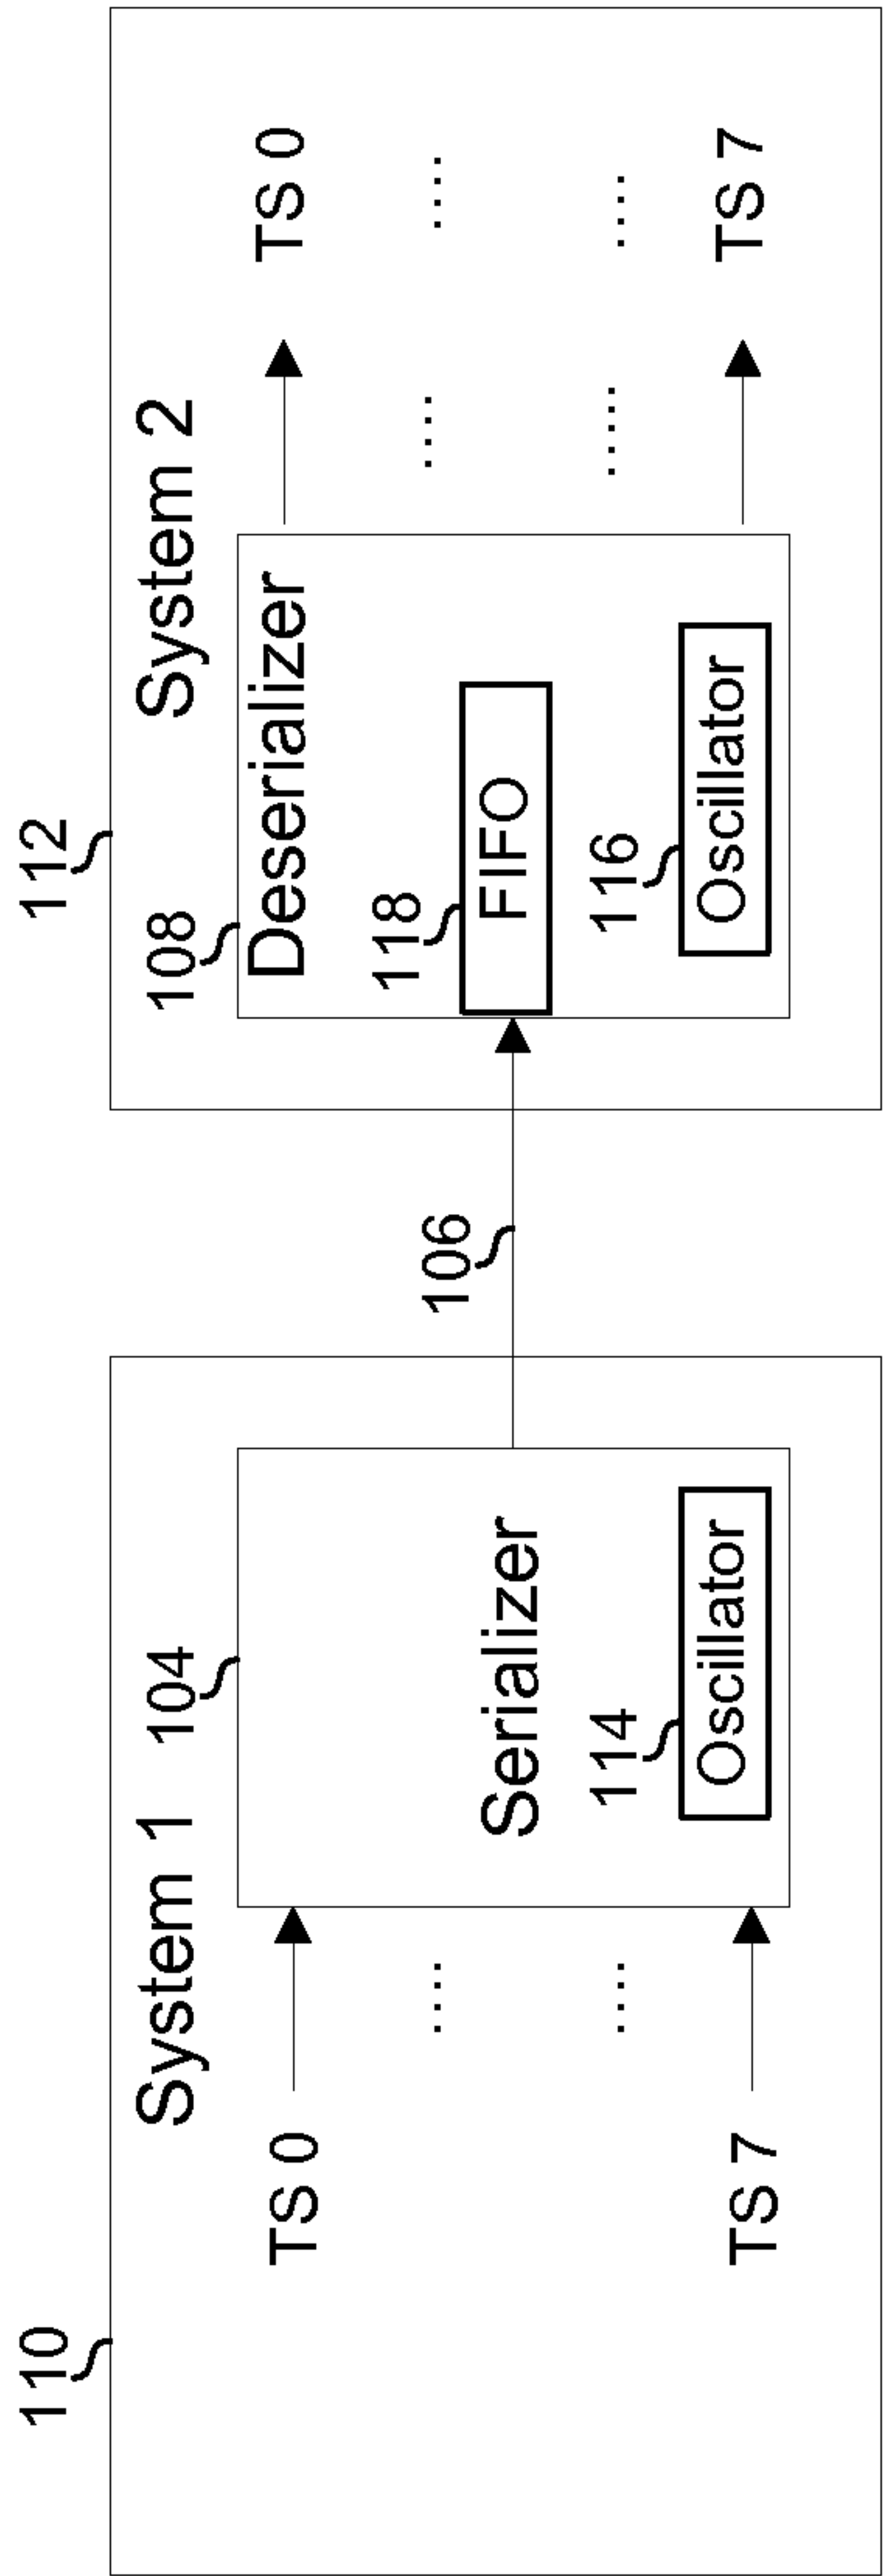 110
112
System 1
104
System 2
108
TS 0
Serializer
114
Oscillator
TS 7
....
....
106
Deserializer
118
FIFO
116
Oscillator
TS 0
....
....
....
....
TS 7